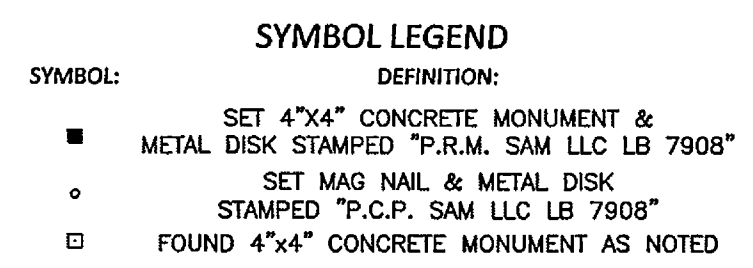 SYMBOL LEGEND
SYMBOL: DEFINITION:
SET 4"X4" CONCRETE MONUMENT &
METAL DISK STAMPED "P.R.M. SAM LLC LB 7908"
SET MAG NAIL & METAL DISK
STAMPED "P.C.P. SAM LLC LB 7908"
FOUND 4"x4" CONCRETE MONUMENT AS NOTED